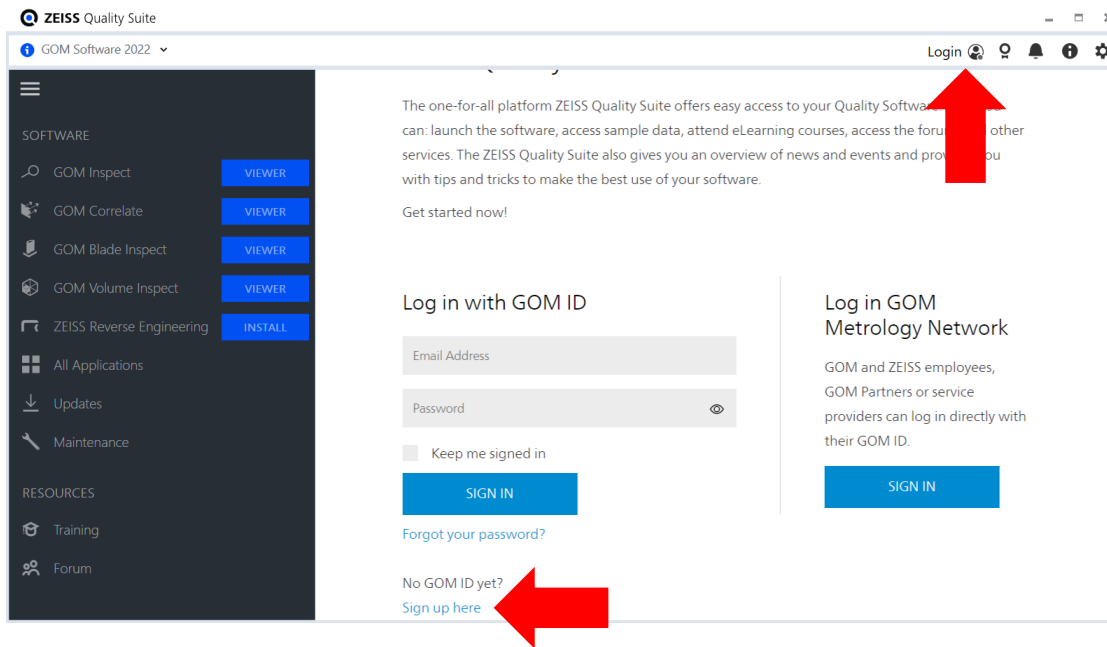 ZEISS Quality Suite
GOM Software 2022
Login
SOFTWARE
GOM Inspect VIEWER
GOM Correlate VIEWER
GOM Blade Inspect VIEWER
GOM Volume Inspect VIEWER
ZEISS Reverse Engineering INSTALL
All Applications
Updates
Maintenance
RESOURCES
Training
Forum
The one-for-all platform ZEISS Quality Suite offers easy access to your Quality Software
can: launch the software, access sample data, attend eLearning courses, access the other
services. The ZEISS Quality Suite also gives you an overview of news and events and
with tips and tricks to make the best use of your software.
Get started now!
Log in with GOM ID
Email Address
Password
Keep me signed in
SIGN IN
Forgot your password?
No GOM ID yet?
Sign up here
Log in GOM
Metrology Network
GOM and ZEISS employees,
GOM Partners or service
providers can log in directly with
their GOM ID.
SIGN IN